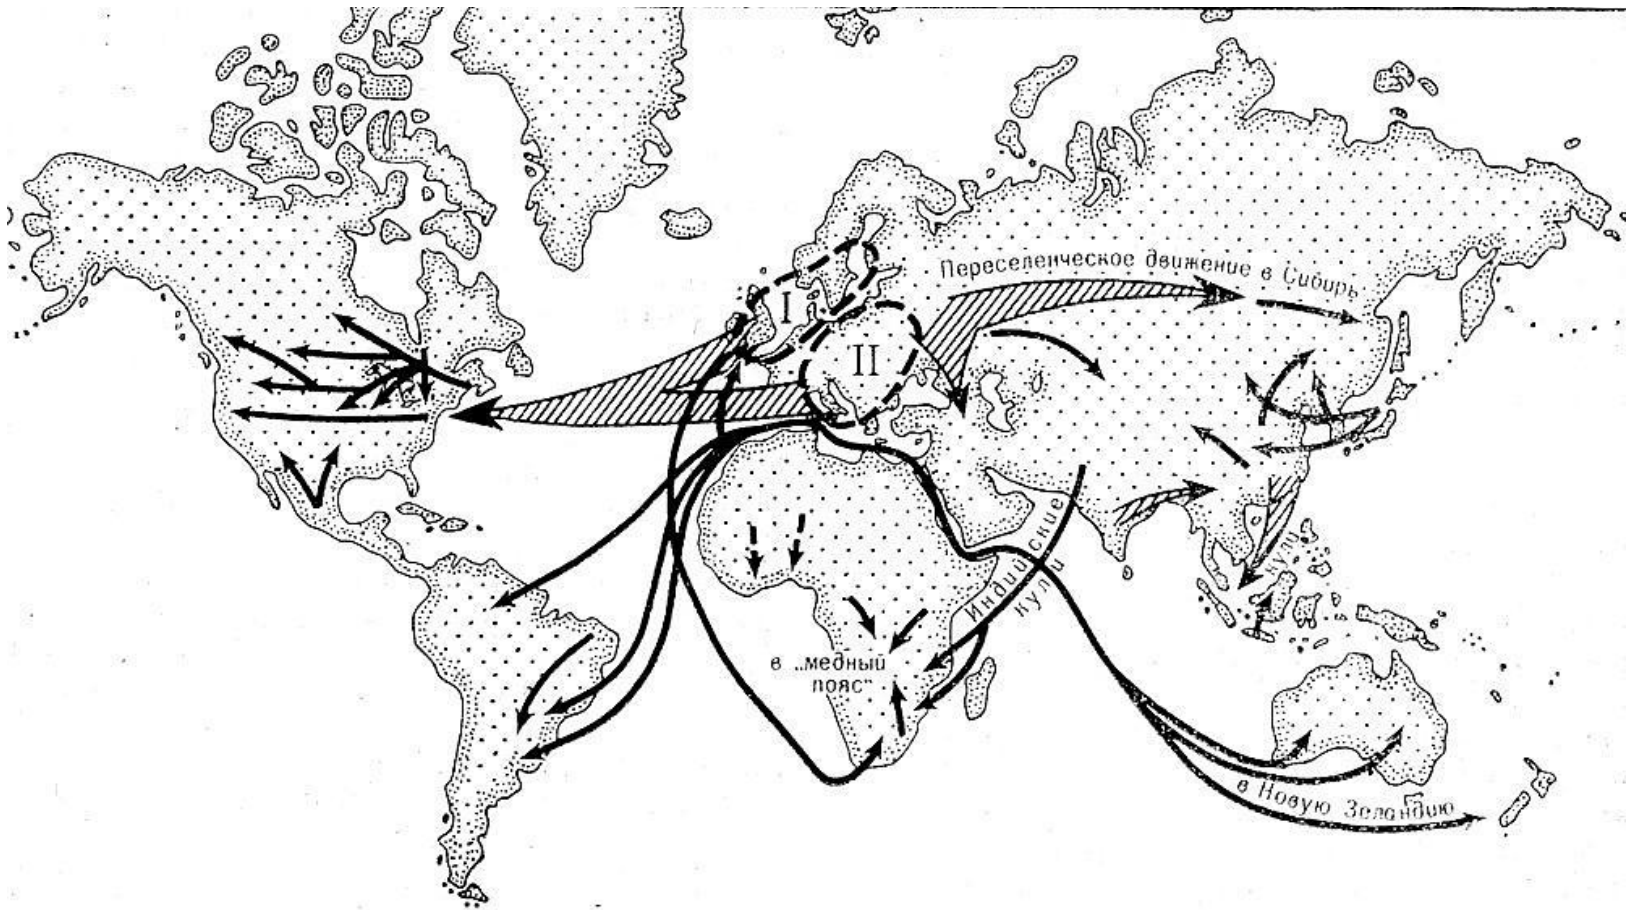 Переселенческое движение в Сибирь
I
II
Индийские
кули
кули
в „медный
пояс“
в Новую Зеландию